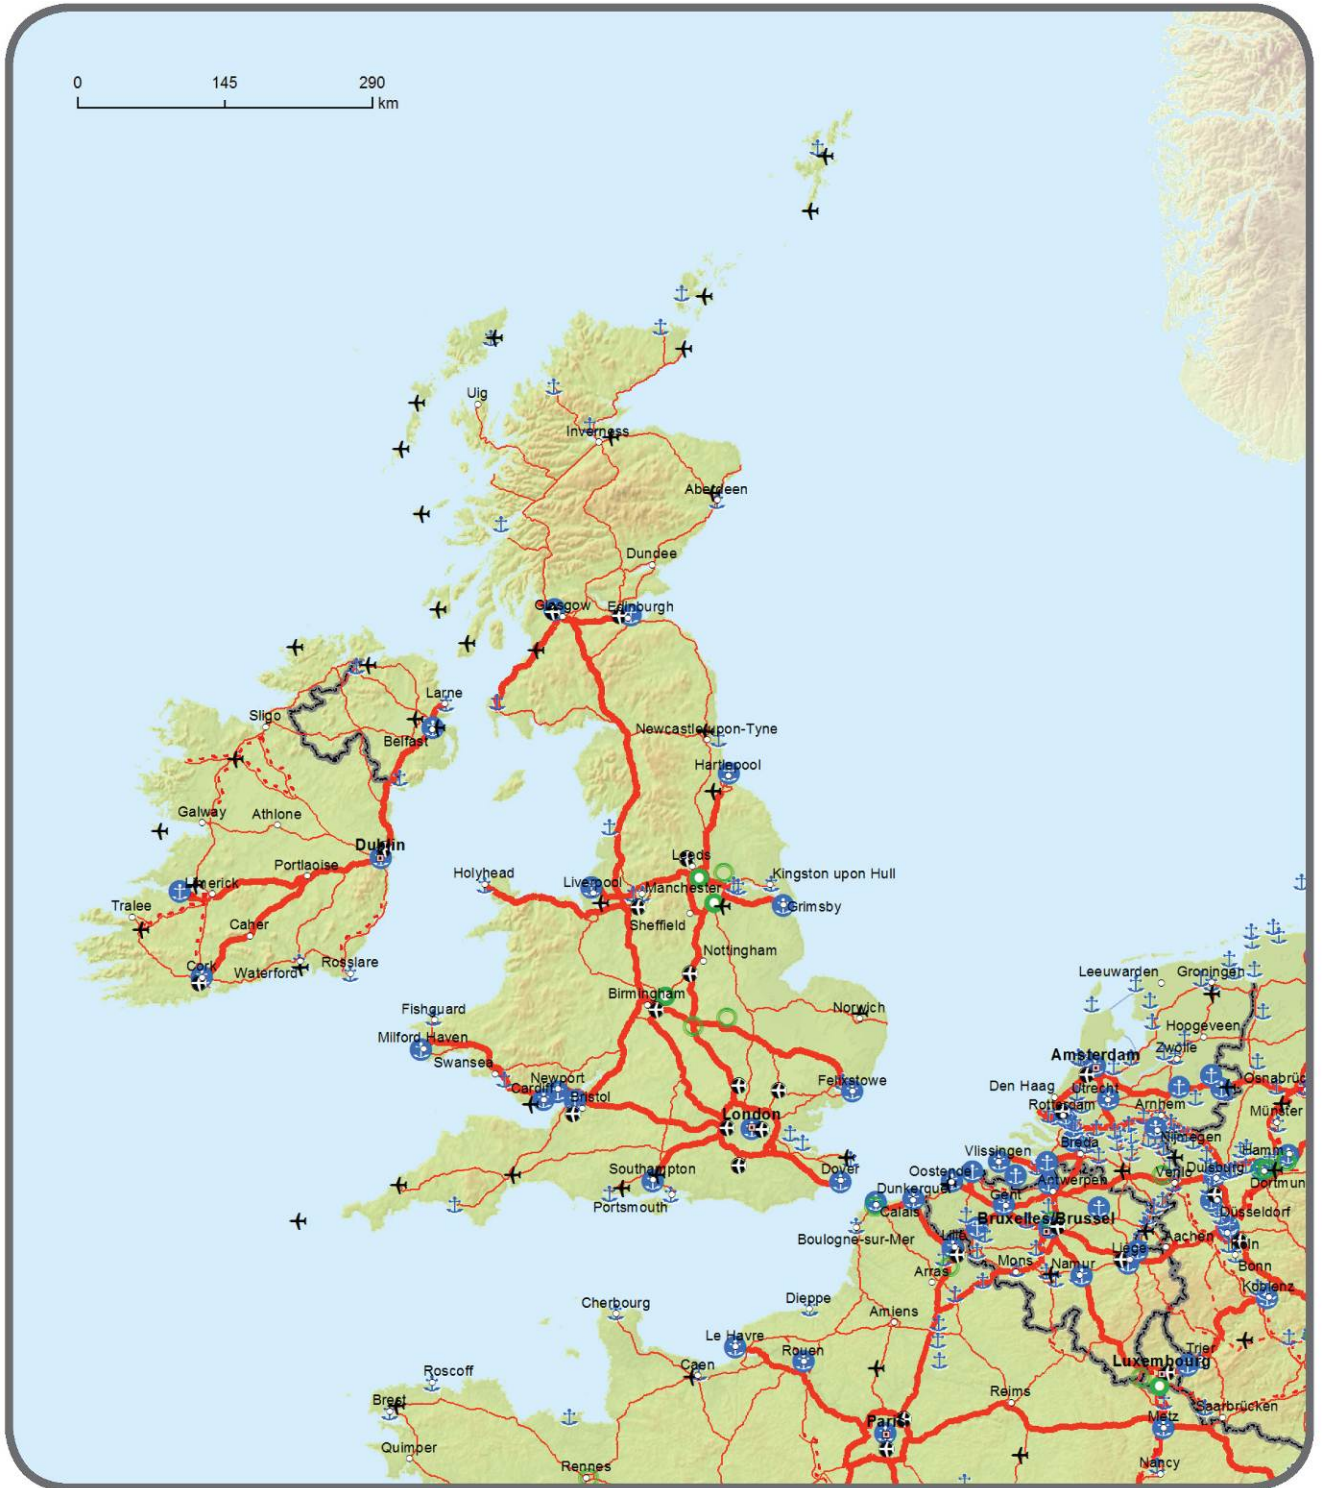 0 145 290
km
Uig
Inverness
Aberdeen
Dundee
Glasgow
Edinburgh
Larne
Sligo
Belfast
Newcastle upon-Tyne
Hartlepool
Galway
Athlone
Dublin
Portlaoise
Leeds
Holyhead
Liverpool
Manchester
Kingston upon Hull
Limerick
Grimsby
Tralee
Caher
Sheffield
Nottingham
Cork
Waterford
Rosslare
Leeuwarden
Groningen
Birmingham
Norwich
Fishguard
Hoogeveen
Milford Haven
Zwolle
Amsterdam
Swansea
Newport
Cardiff
Bristol
Felixstowe
Den Haag
Utrecht
Osnabrüc
Rotterdam
Arnhem
Münster
London
Nijmegen
Breda
Vlissingen
Hamm
Southampton
Dover
Oostende
Venlo
Duisburg
Dortmun
Portsmouth
Dunkerque
Gent
Antwerpen
Calais
Bruxelles/Brussel
Düsseldorf
Boulogne-sur-Mer
Lille
Liège
Aachen
Köln
Arras
Mons
Namur
Bonn
Koblenz
Cherbourg
Dieppe
Amiens
Le Havre
Rouen
Trier
Luxembourg
Roscoff
Caen
Reims
Brest
Saarbrücken
Paris
Metz
Quimper
Rennes
Nancy